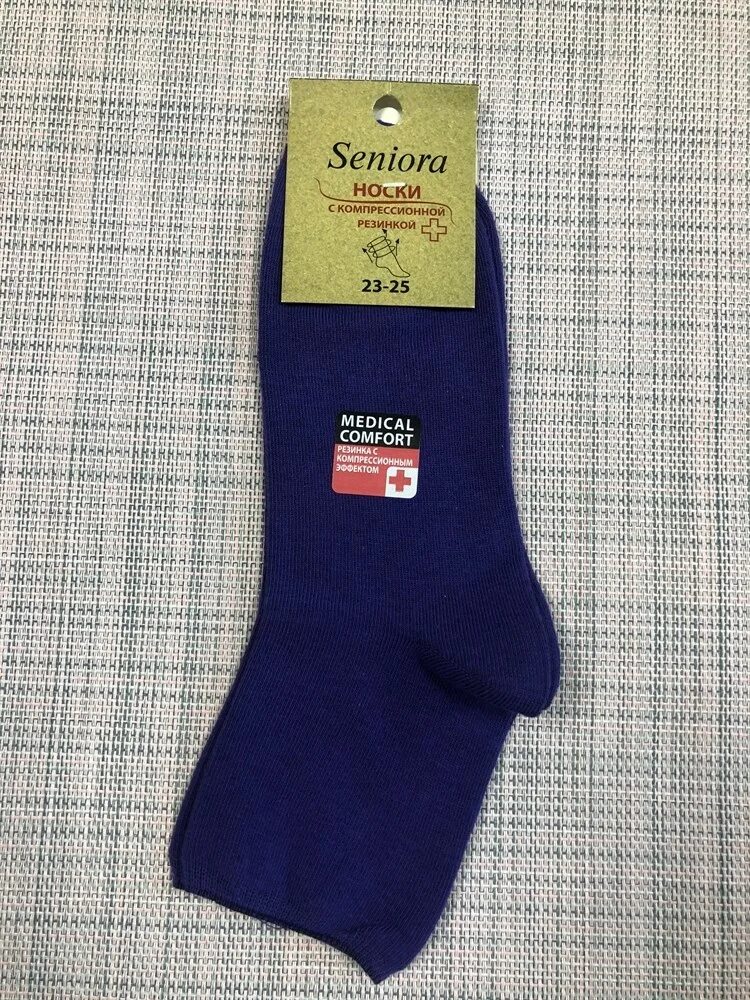 Seniora
НОСКИ
С КОМПРЕССИОННОЙ
РЕЗИНКОЙ
23-25
MEDICAL
COMFORT
РЕЗИНКА С
КОМПРЕССИОННЫМ
ЭФФЕКТОМ